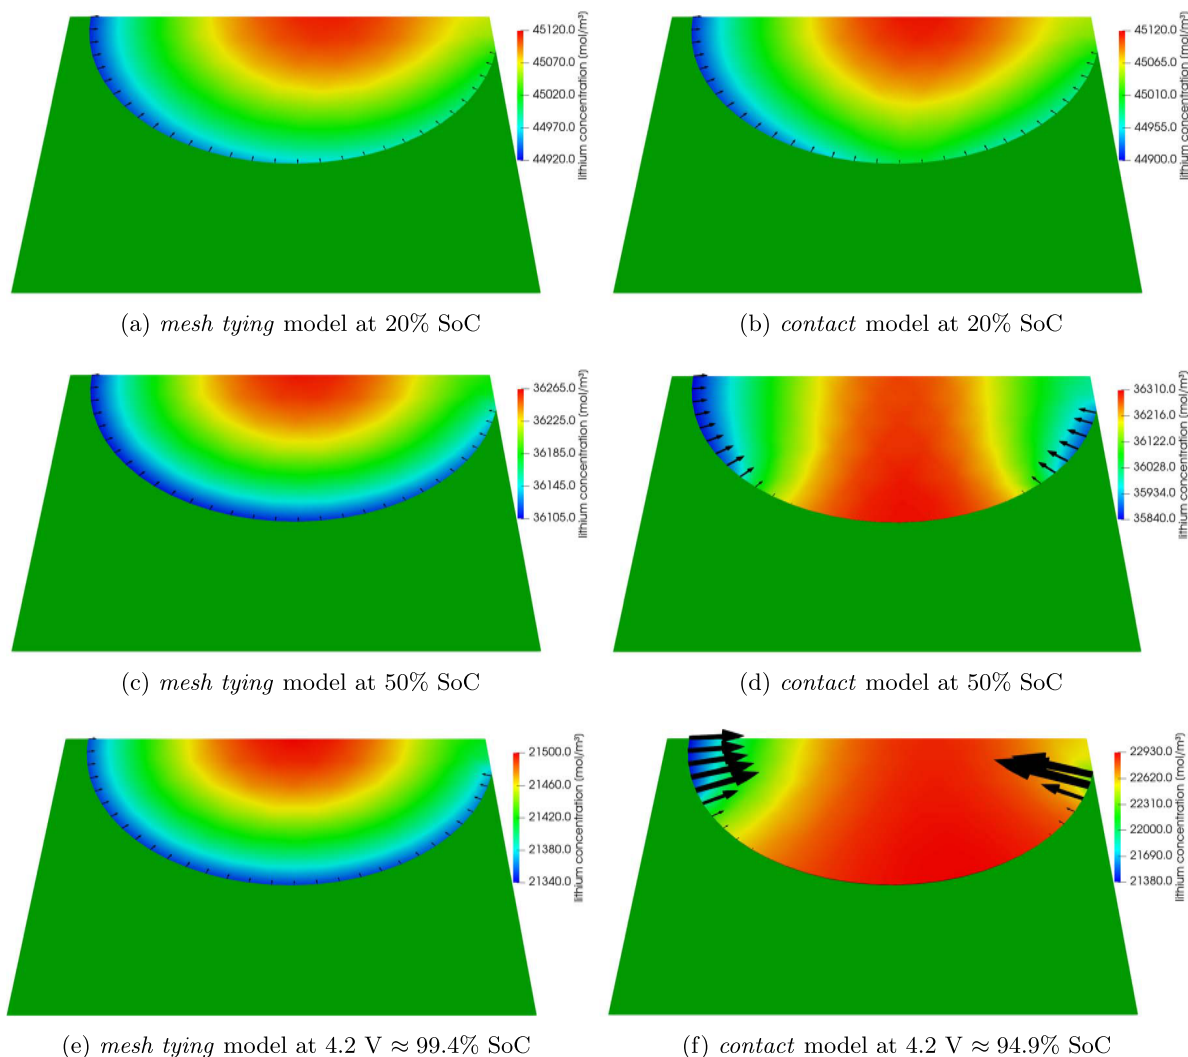 45120.0
45070.0
45020.0
44970.0
44920.0
lithium concentration (mol/m³)
45120.0
45065.0
45010.0
44955.0
44900.0
lithium concentration (mol/m³)
(a) mesh tying model at 20% SoC
(b) contact model at 20% SoC
36265.0
36225.0
36185.0
36145.0
36105.0
lithium concentration (mol/m³)
36310.0
36216.0
36122.0
36028.0
35934.0
35840.0
lithium concentration (mol/m³)
(c) mesh tying model at 50% SoC
(d) contact model at 50% SoC
21500.0
21460.0
21420.0
21380.0
21340.0
lithium concentration (mol/m³)
22930.0
22620.0
22310.0
22000.0
21690.0
21380.0
lithium concentration (mol/m³)
(e) mesh tying model at 4.2 V ≈ 99.4% SoC
(f) contact model at 4.2 V ≈ 94.9% SoC